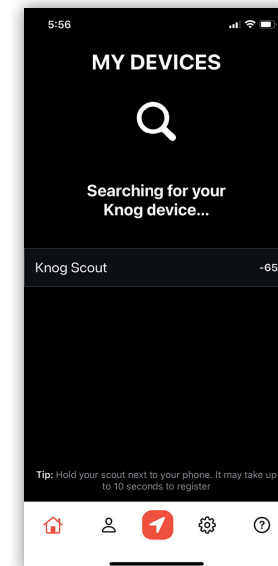 5:56
MY DEVICES
Searching for your
Knog device...
Knog Scout -65
Tip: Hold your scout next to your phone. It may take up
to 10 seconds to register